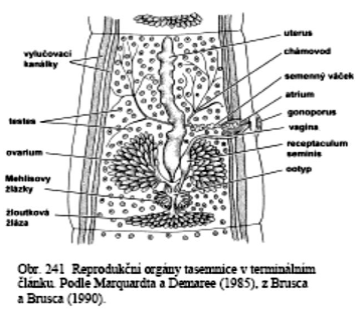 uterus
chámovod
semenný váček
atrium
gonoporus
vagina
receptaculum
seminis
ootyp
vylučovací
kanálky
testes
ovarium
Mehlisovy
žlázky
žloutková
žláza
Obr. 241 Reprodukční orgány tasemnice v terminálním
článku. Podle Marquardta a Demaree (1985), z Brusca
a Brusca (1990).